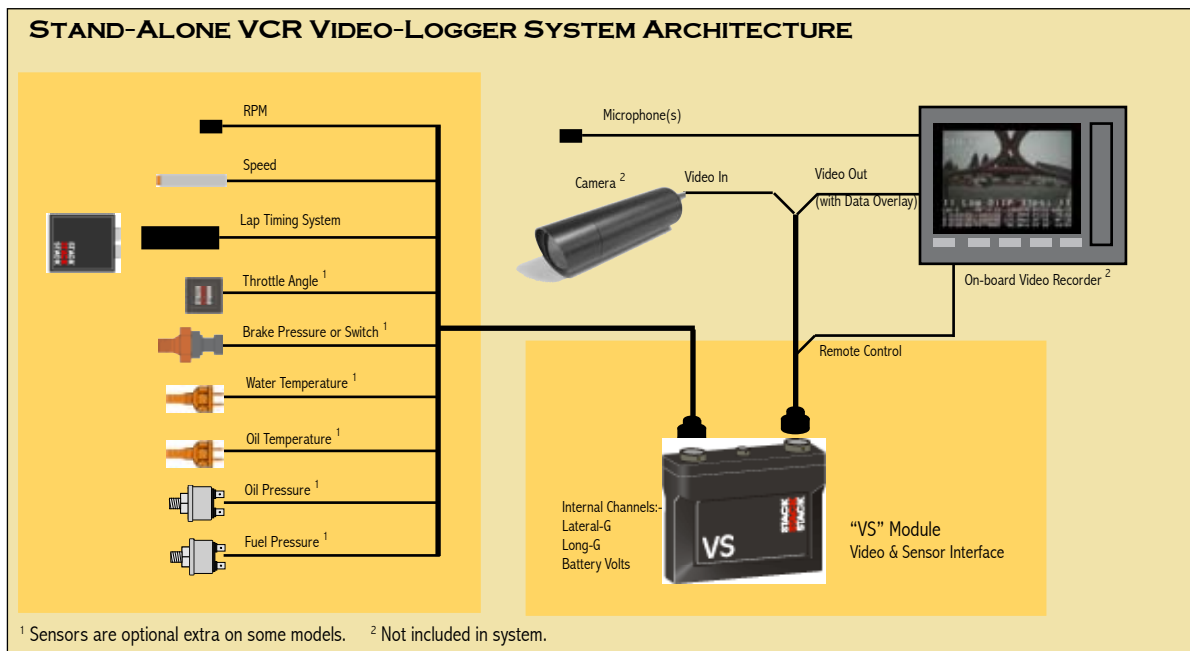 STAND-ALONE VCR VIDEO-LOGGER SYSTEM ARCHITECTURE
RPM
Speed
Lap Timing System
Throttle Angle 1
Brake Pressure or Switch 1
Water Temperature 1
Oil Temperature 1
Oil Pressure 1
Fuel Pressure 1
Microphone(s)
Camera 2
Video In
Video Out
(with Data Overlay)
On-board Video Recorder 2
Remote Control
Internal Channels:-
Lateral-G
Long-G
Battery Volts
VS
STACK
STACK
"VS" Module
Video & Sensor Interface
1 Sensors are optional extra on some models. 2 Not included in system.